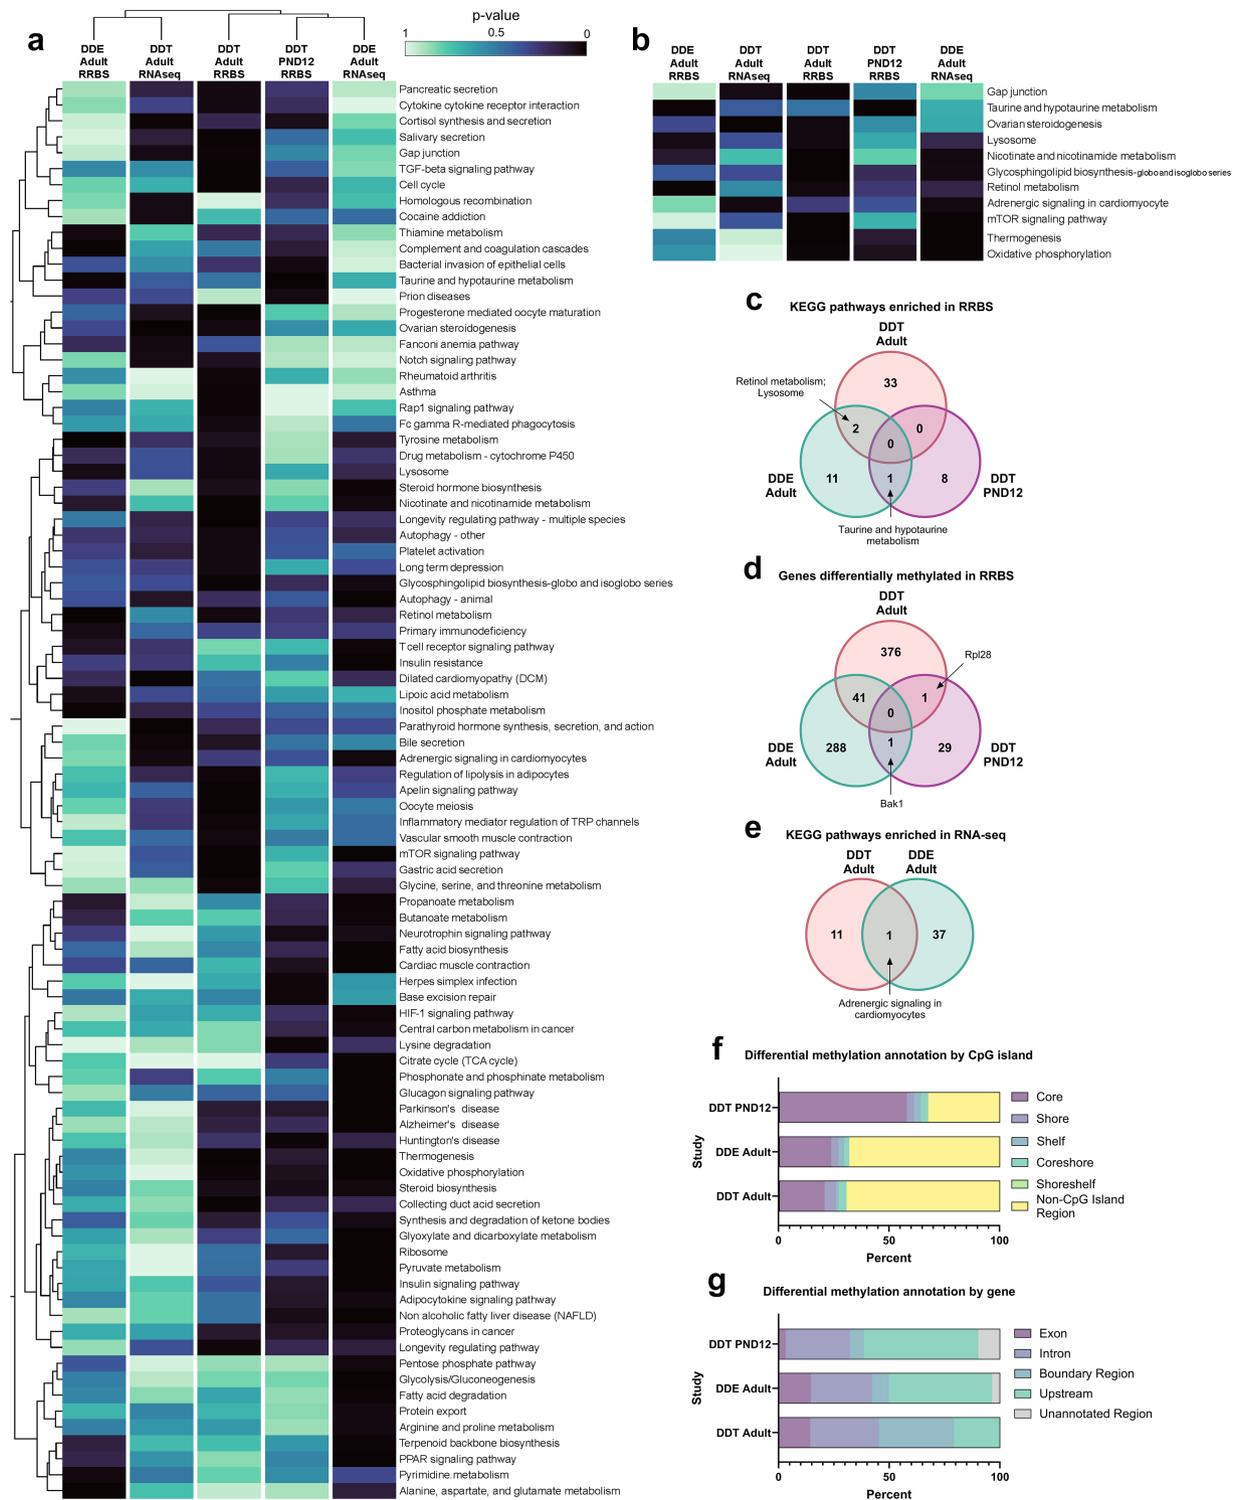 a
p-value
1 0.5 0
DDE Adult RRBS
DDT Adult RNAseq
DDT Adult RRBS
DDT PND12 RRBS
DDE Adult RNAseq
Pancreatic secretion
Cytokine cytokine receptor interaction
Cortisol synthesis and secretion
Salivary secretion
Gap junction
TGF-beta signaling pathway
Cell cycle
Homologous recombination
Cocaine addiction
Thiamine metabolism
Complement and coagulation cascades
Bacterial invasion of epithelial cells
Taurine and hypotaurine metabolism
Prion diseases
Progesterone mediated oocyte maturation
Ovarian steroidogenesis
Fanconi anemia pathway
Notch signaling pathway
Rheumatoid arthritis
Asthma
Rap1 signaling pathway
Fc gamma R-mediated phagocytosis
Tyrosine metabolism
Drug metabolism - cytochrome P450
Lysosome
Steroid hormone biosynthesis
Nicotinate and nicotinamide metabolism
Longevity regulating pathway - multiple species
Autophagy - other
Platelet activation
Long term depression
Glycosphingolipid biosynthesis-globo and isoglobo series
Autophagy - animal
Retinol metabolism
Primary immunodeficiency
T cell receptor signaling pathway
Insulin resistance
Dilated cardiomyopathy (DCM)
Lipoic acid metabolism
Inositol phosphate metabolism
Parathyroid hormone synthesis, secretion, and action
Bile secretion
Adrenergic signaling in cardiomyocytes
Regulation of lipolysis in adipocytes
Apelin signaling pathway
Oocyte meiosis
Inflammatory mediator regulation of TRP channels
Vascular smooth muscle contraction
mTOR signaling pathway
Gastric acid secretion
Glycine, serine, and threonine metabolism
Propanoate metabolism
Butanoate metabolism
Neurotrophin signaling pathway
Fatty acid biosynthesis
Cardiac muscle contraction
Herpes simplex infection
Base excision repair
HIF-1 signaling pathway
Central carbon metabolism in cancer
Lysine degradation
Citrate cycle (TCA cycle)
Phosphonate and phosphinate metabolism
Glucagon signaling pathway
Parkinson's disease
Alzheimer's disease
Huntington's disease
Thermogenesis
Oxidative phosphorylation
Steroid biosynthesis
Collecting duct acid secretion
Synthesis and degradation of ketone bodies
Glyoxylate and dicarboxylate metabolism
Ribosome
Pyruvate metabolism
Insulin signaling pathway
Adipocytokine signaling pathway
Non alcoholic fatty liver disease (NAFLD)
Proteoglycans in cancer
Longevity regulating pathway
Pentose phosphate pathway
Glycolysis/Gluconeogenesis
Fatty acid degradation
Protein export
Arginine and proline metabolism
Terpenoid backbone biosynthesis
PPAR signaling pathway
Pyrimidine.metabolism
Alanine, aspartate, and glutamate metabolism
b
DDE Adult RRBS
DDT Adult RNAseq
DDT Adult RRBS
DDT PND12 RRBS
DDE Adult RNAseq
Gap junction
Taurine and hypotaurine metabolism
Ovarian steroidogenesis
Lysosome
Nicotinate and nicotinamide metabolism
Glycosphingolipid biosynthesis-globo and isoglobo series
Retinol metabolism
Adrenergic signaling in cardiomyocyte
mTOR signaling pathway
Thermogenesis
Oxidative phosphorylation
c
KEGG pathways enriched in RRBS
DDT
Adult
33
Retinol metabolism;
Lysosome
2
0
0
DDE
Adult
11
1
8
DDT
PND12
Taurine and hypotaurine
metabolism
d
Genes differentially methylated in RRBS
DDT
Adult
376
Rpl28
41
1
0
DDE
Adult
288
1
29
DDT
PND12
Bak1
e
KEGG pathways enriched in RNA-seq
DDT
Adult
DDE
Adult
11
1
37
Adrenergic signaling in
cardiomyocytes
f
Differential methylation annotation by CpG island
Study
DDT PND12
DDE Adult
DDT Adult
0 50 100
Percent
Core
Shore
Shelf
Coreshore
Shoreshelf
Non-CpG Island
Region
g
Differential methylation annotation by gene
Study
DDT PND12
DDE Adult
DDT Adult
0 50 100
Percent
Exon
Intron
Boundary Region
Upstream
Unannotated Region